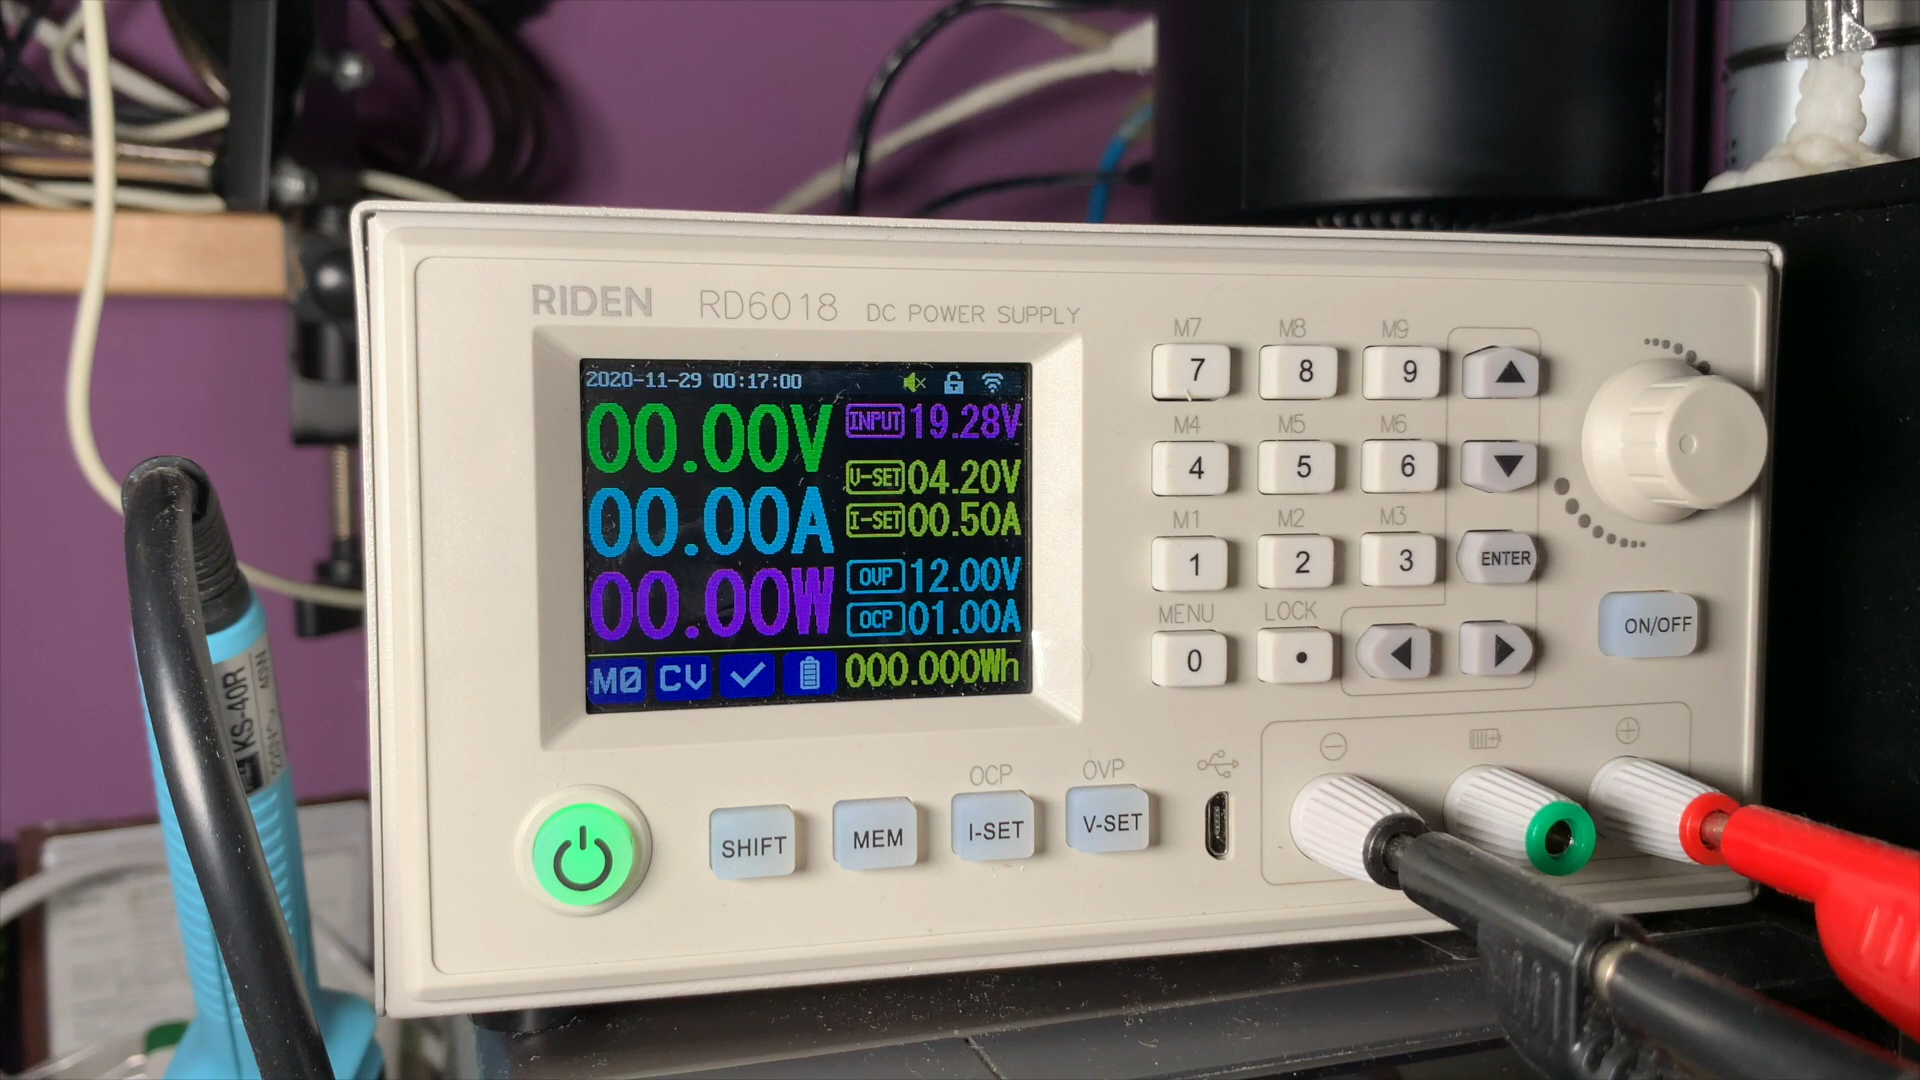 RIDEN RD6018 DC POWER SUPPLY
2020-11-29 00:17:00
00.00V
00.00A
00.00W
INPUT 19.28V
V-SET 04.20V
I-SET 00.50A
OVP 12.00V
OCP 01.00A
M0 CV 000.000Wh
M7 M8 M9
7 8 9
M4 M5 M6
4 5 6
M1 M2 M3
1 2 3 ENTER
MENU LOCK
0 •
ON/OFF
OCP OVP
SHIFT MEM I-SET V-SET
KS-40R